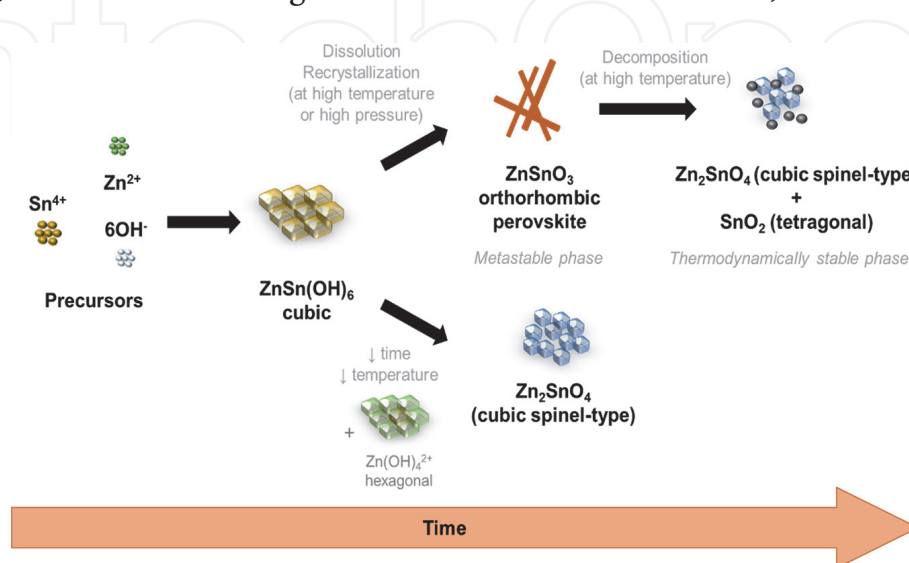 Dissolution
Recrystallization
(at high temperature
or high pressure)
Decomposition
(at high temperature)
Sn⁴⁺
Zn²⁺
6OH⁻
Precursors
ZnSn(OH)₆
cubic
ZnSnO₃
orthorhombic
perovskite
Metastable phase
Zn₂SnO₄ (cubic spinel-type
+
SnO₂ (tetragonal)
Thermodynamically stable phase
↓ time
↓ temperature
+
Zn(OH)₄²⁺
hexagonal
Zn₂SnO₄
(cubic spinel-type)
Time